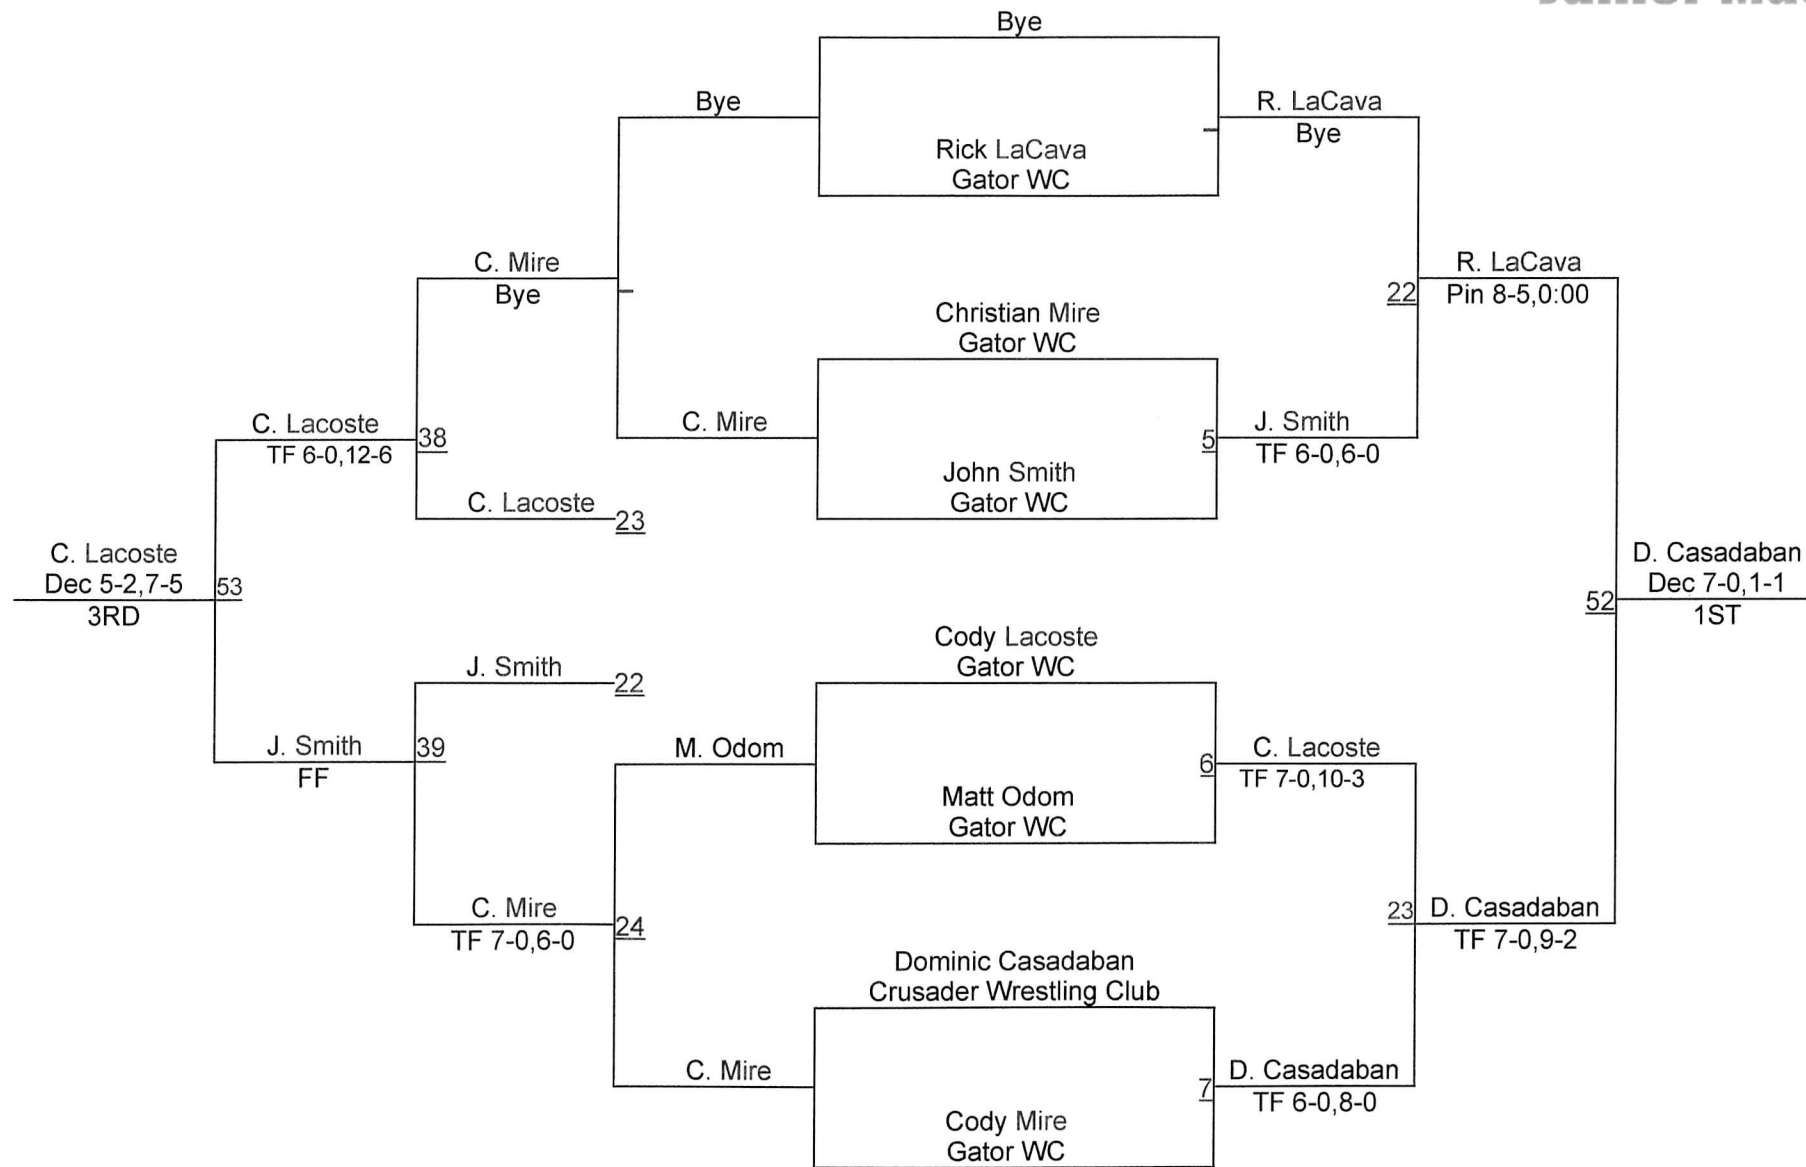 Bye
Bye
R. LaCava
Bye
Rick LaCava
Gator WC
C. Mire
Bye
R. LaCava
22
Pin 8-5,0:00
Christian Mire
Gator WC
C. Lacoste
38
TF 6-0,12-6
C. Mire
5
J. Smith
TF 6-0,6-0
John Smith
Gator WC
C. Lacoste
23
C. Lacoste
Dec 5-2,7-5
53
3RD
D. Casadaban
Dec 7-0,1-1
52
1ST
Cody Lacoste
Gator WC
J. Smith
22
J. Smith
39
FF
M. Odom
6
C. Lacoste
TF 7-0,10-3
Matt Odom
Gator WC
C. Mire
24
TF 7-0,6-0
23
D. Casadaban
TF 7-0,9-2
Dominic Casadaban
Crusader Wrestling Club
C. Mire
7
D. Casadaban
TF 6-0,8-0
Cody Mire
Gator WC